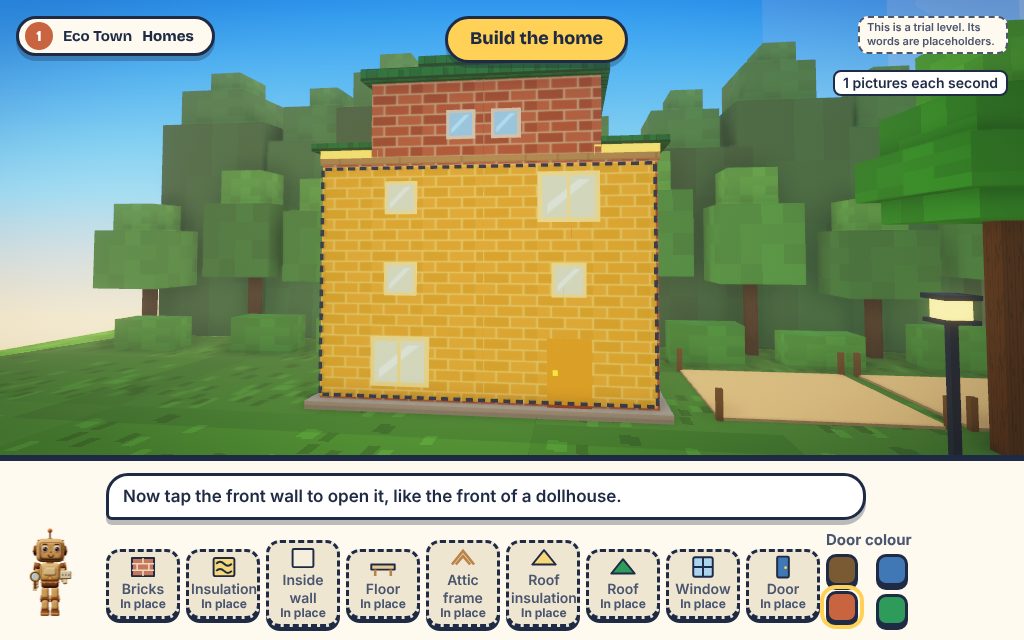 1 Eco Town Homes
Build the home
This is a trial level. Its
words are placeholders.
1 pictures each second
Now tap the front wall to open it, like the front of a dollhouse.
Door colour
Bricks
In place
Insulation
In place
Inside
wall
In place
Floor
In place
Attic
frame
In place
Roof
insulation
In place
Roof
In place
Window
In place
Door
In place